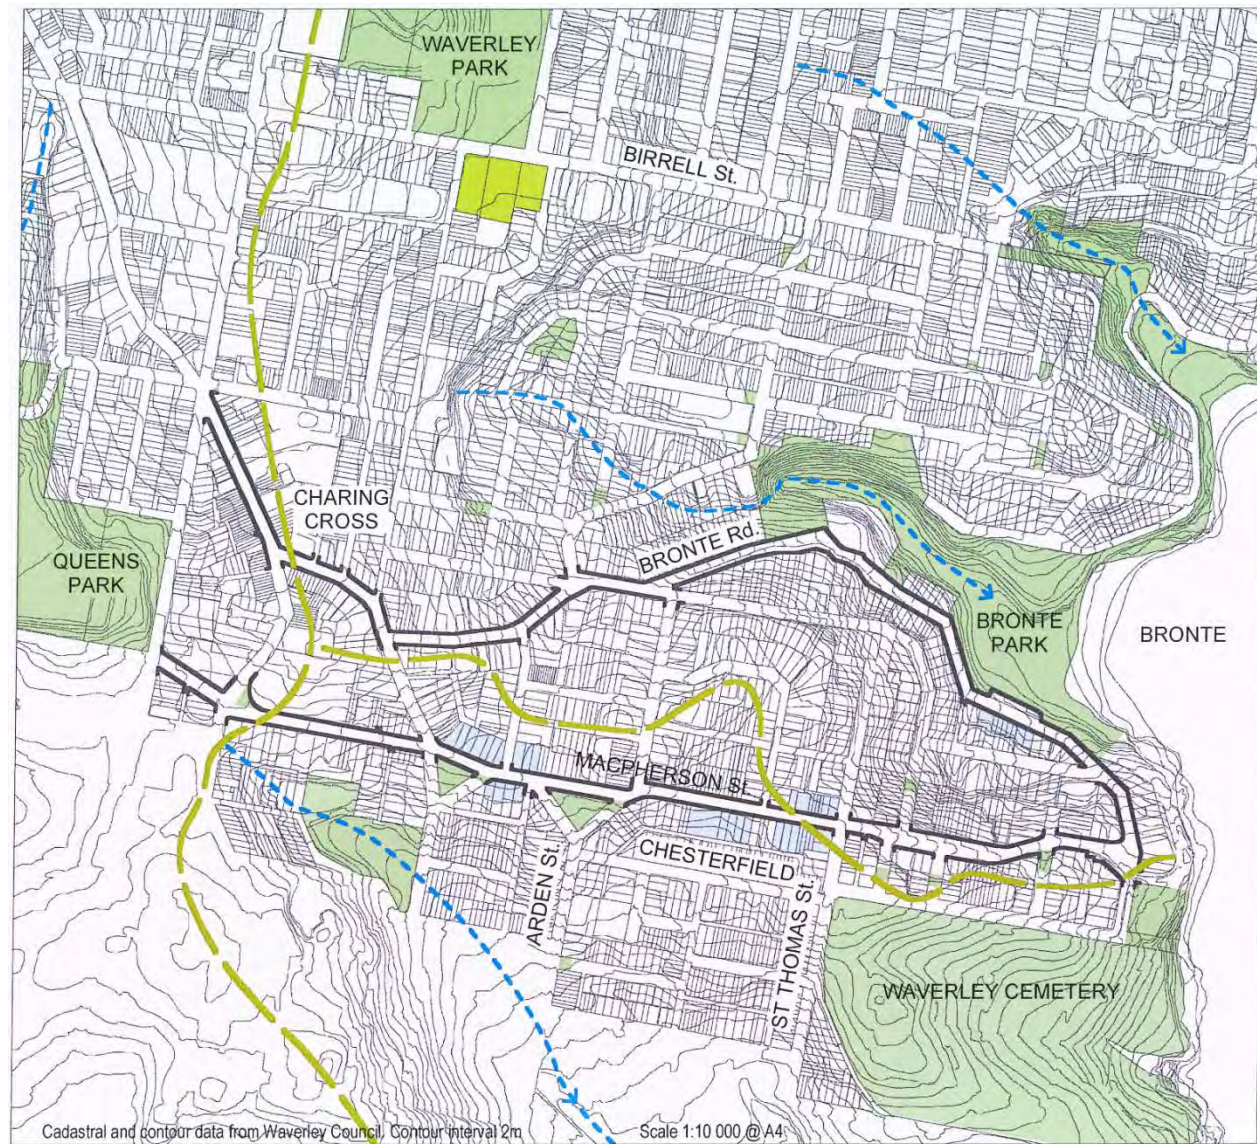 WAVERLEY
PARK
BIRRELL St.
CHARING
CROSS
BRONTE Rd.
QUEENS
PARK
BRONTE
PARK
BRONTE
MACPHERSON St.
CHESTERFIELD
ARDEN St.
ST THOMAS St.
WAVERLEY CEMETERY
Cadastral and contour data from Waverley Council. Contour interval 2m
Scale 1:10 000 @ A4